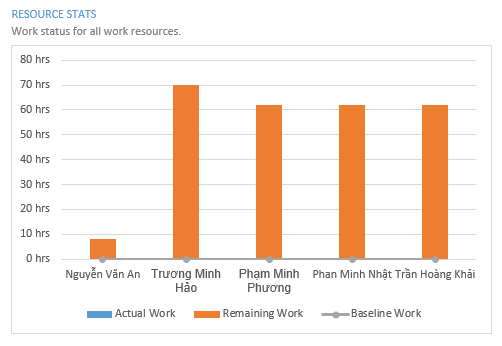 RESOURCE STATS
Work status for all work resources.
80 hrs
70 hrs
60 hrs
50 hrs
40 hrs
30 hrs
20 hrs
10 hrs
0 hrs
Nguyễn Văn An
Trương Minh
Hảo
Phạm Minh
Phương
Phan Minh Nhật
Trần Hoàng Khải
Actual Work
Remaining Work
Baseline Work